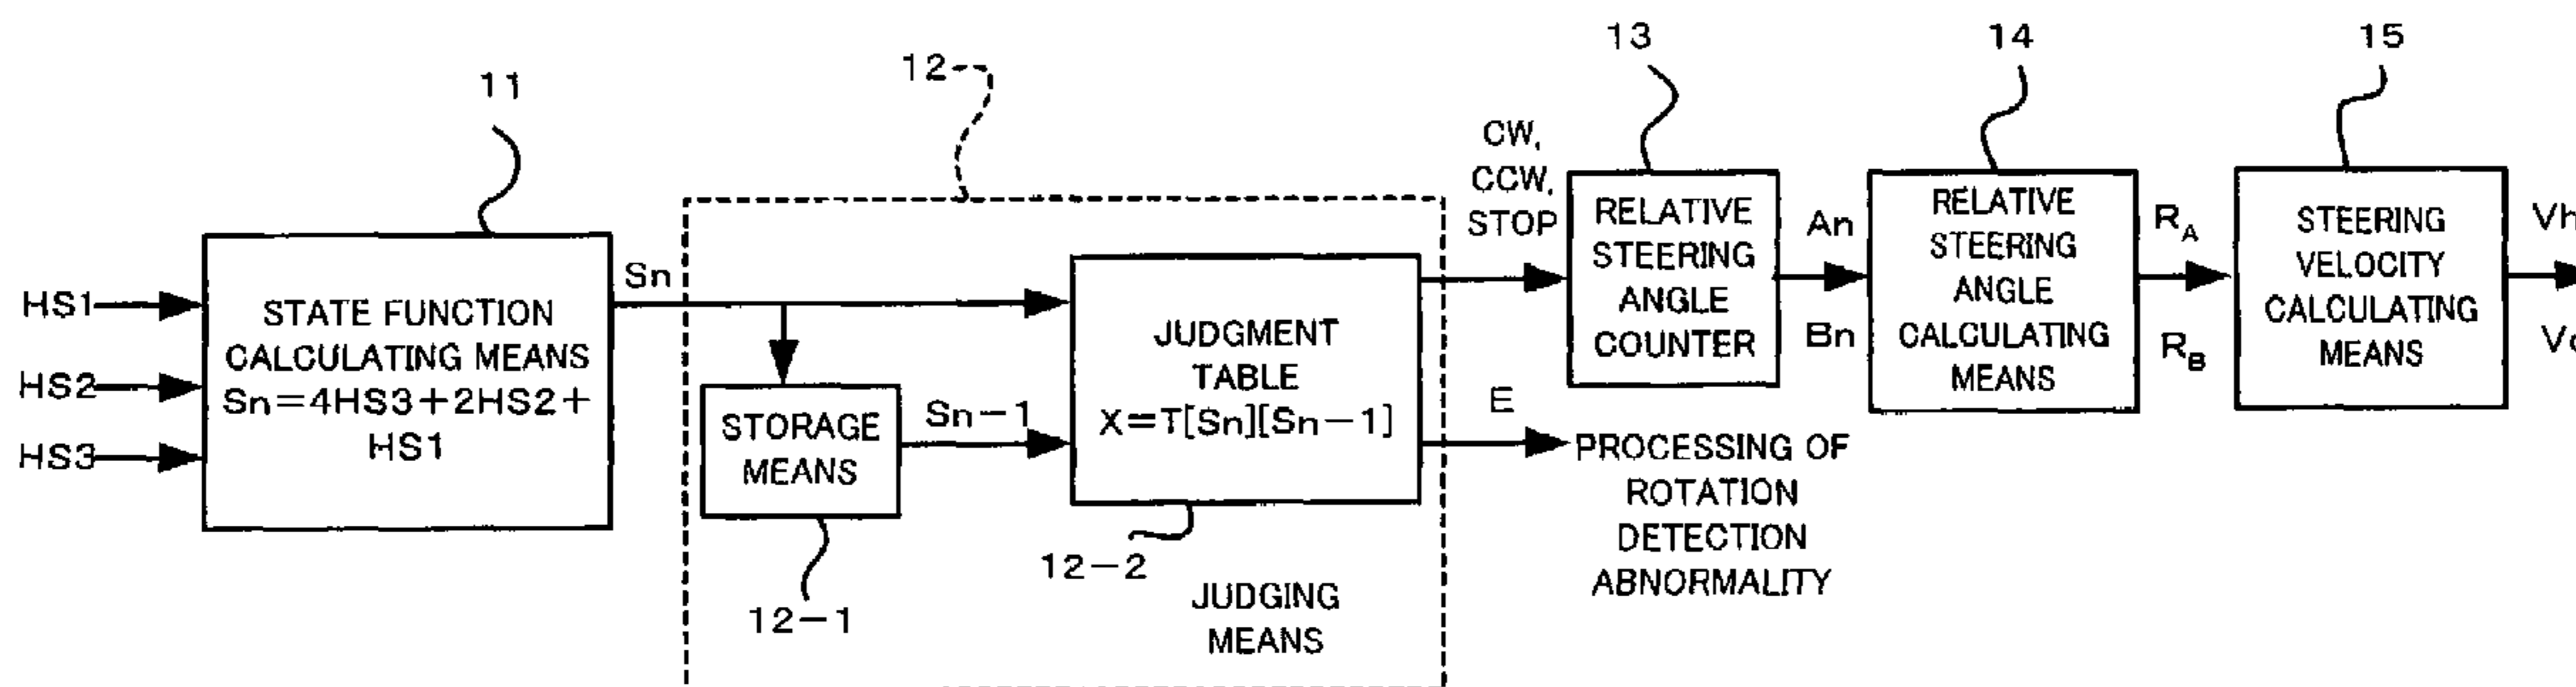 11
12
13
14
15
HS1
HS2
HS3
STATE FUNCTION
CALCULATING MEANS
Sn=4HS3+2HS2+
HS1
Sn
STORAGE
MEANS
12-1
Sn-1
JUDGMENT
TABLE
X=T[Sn][Sn-1]
12-2
JUDGING
MEANS
CW,
CCW,
STOP
E
PROCESSING OF
ROTATION
DETECTION
ABNORMALITY
RELATIVE
STEERING
ANGLE
COUNTER
An
Bn
RELATIVE
STEERING
ANGLE
CALCULATING
MEANS
RA
RB
STEERING
VELOCITY
CALCULATING
MEANS